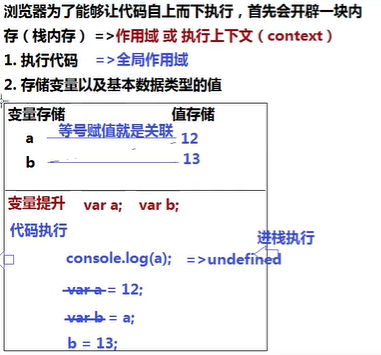 浏览器为了能够让代码自上而下执行，首先会开辟一块内
存（栈内存） =>作用域 或 执行上下文（context）
1. 执行代码 =>全局作用域
2. 存储变量以及基本数据类型的值
变量存储 值存储
a 等号赋值就是关联 12
b 13
变量提升 var a; var b;
代码执行
进栈执行
console.log(a); =>undefined
var a = 12;
var b = a;
b = 13;